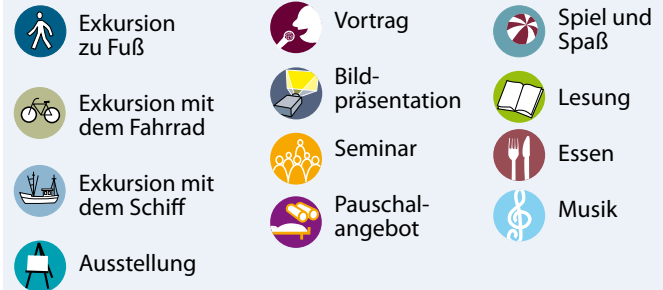 Exkursion
zu Fuß
Exkursion mit
dem Fahrrad
Exkursion mit
dem Schiff
Ausstellung
Vortrag
Bild-
präsentation
Seminar
Pauschal-
angebot
Spiel und
Spaß
Lesung
Essen
Musik